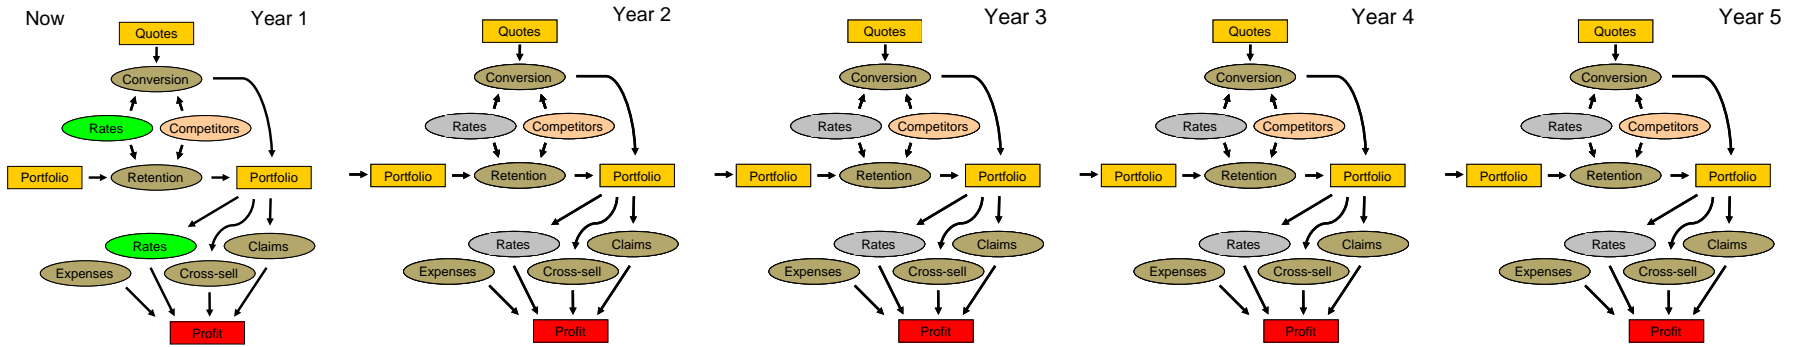 Now
Year 1
Quotes
Conversion
Rates
Competitors
Portfolio
Retention
Portfolio
Rates
Claims
Expenses
Cross-sell
Profit
Year 2
Quotes
Conversion
Rates
Competitors
Portfolio
Retention
Portfolio
Rates
Claims
Expenses
Cross-sell
Profit
Year 3
Quotes
Conversion
Rates
Competitors
Portfolio
Retention
Portfolio
Rates
Claims
Expenses
Cross-sell
Profit
Year 4
Quotes
Conversion
Rates
Competitors
Portfolio
Retention
Portfolio
Rates
Claims
Expenses
Cross-sell
Profit
Year 5
Quotes
Conversion
Rates
Competitors
Portfolio
Retention
Portfolio
Rates
Claims
Expenses
Cross-sell
Profit